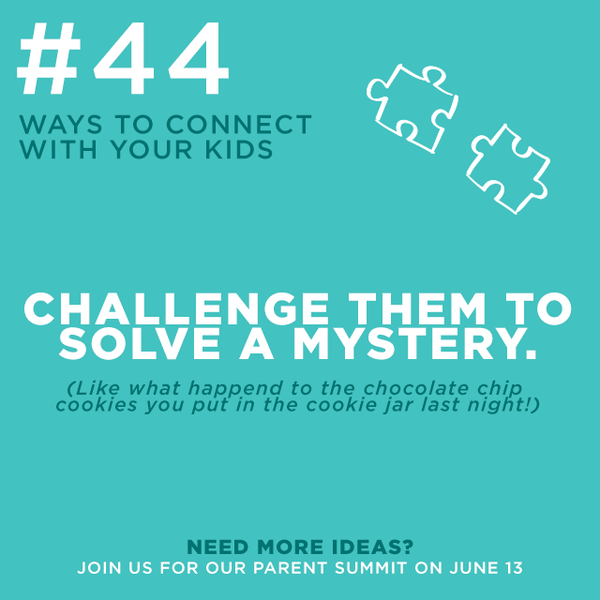 #44
WAYS TO CONNECT
WITH YOUR KIDS
CHALLENGE THEM TO
SOLVE A MYSTERY.
(Like what happend to the chocolate chip
cookies you put in the cookie jar last night!)
NEED MORE IDEAS?
JOIN US FOR OUR PARENT SUMMIT ON JUNE 13